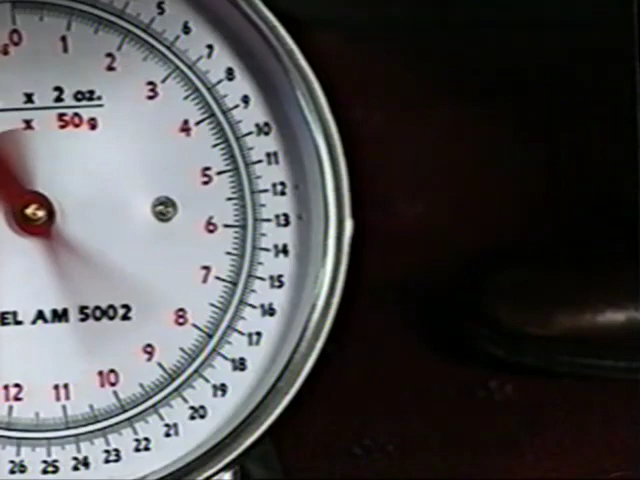 0 1 2 3 4 5 6 7 8 9 10 11 12
5 6 7 8 9 10 11 12 13 14 15 16 17 18 19 20 21 22 23 24 25 26
x 2 oz.
x 50g
EL AM 5002